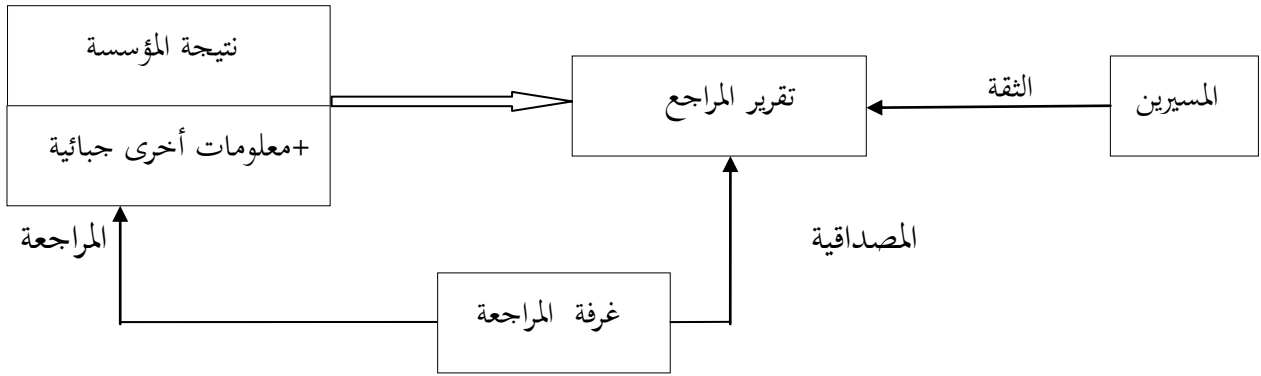 نتيجة المؤسسة
+معلومات أخرى جبائية
تقرير المراجع
الثقة
المسيرين
المراجعة
المصداقية
غرفة المراجعة